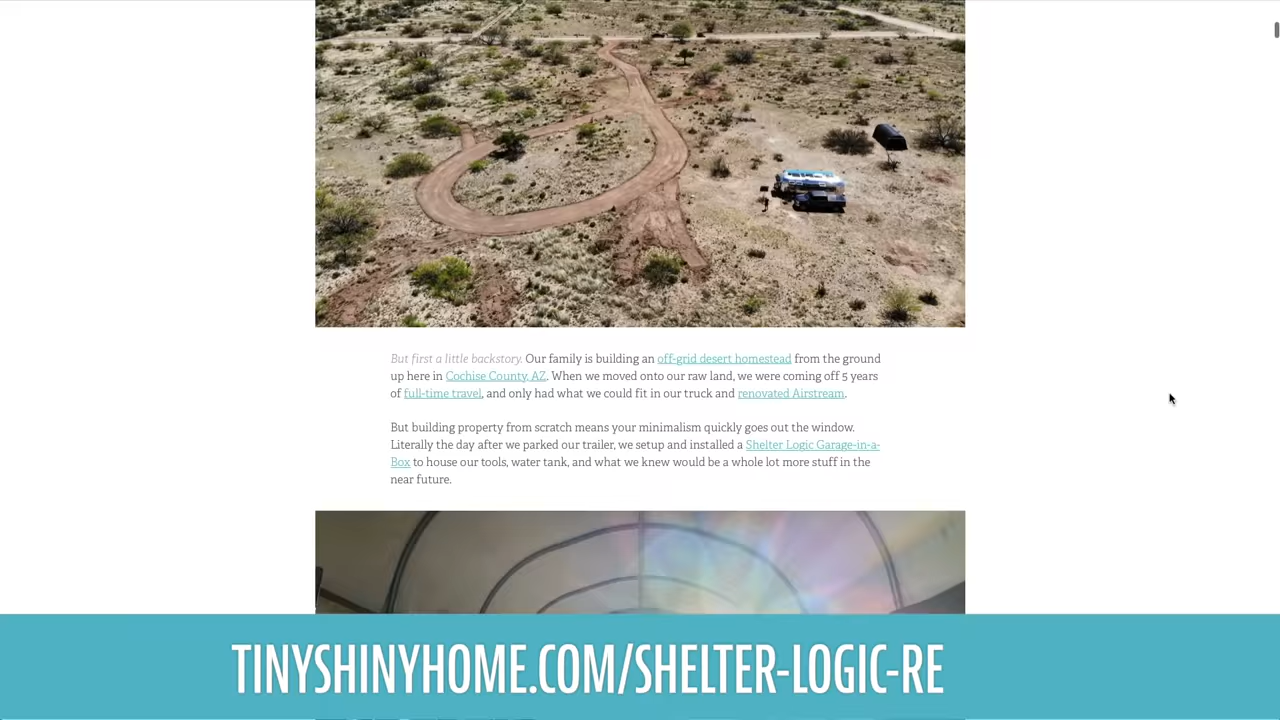 But first a little backstory. Our family is building an off-grid desert homestead from the ground
up here in Cochise County, AZ. When we moved onto our raw land, we were coming off 5 years
of full-time travel, and only had what we could fit in our truck and renovated Airstream.
But building property from scratch means your minimalism quickly goes out the window.
Literally the day after we parked our trailer, we setup and installed a Shelter Logic Garage-in-a-
Box to house our tools, water tank, and what we knew would be a whole lot more stuff in the
near future.
TINYSHINYHOME.COM/SHELTER-LOGIC-RE